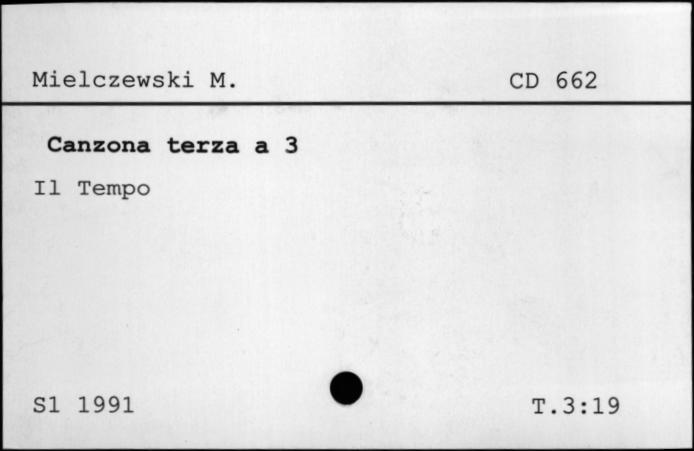 Mielczewski M. CD 662
Canzona terza a 3
Il Tempo
S1 1991 T.3:19